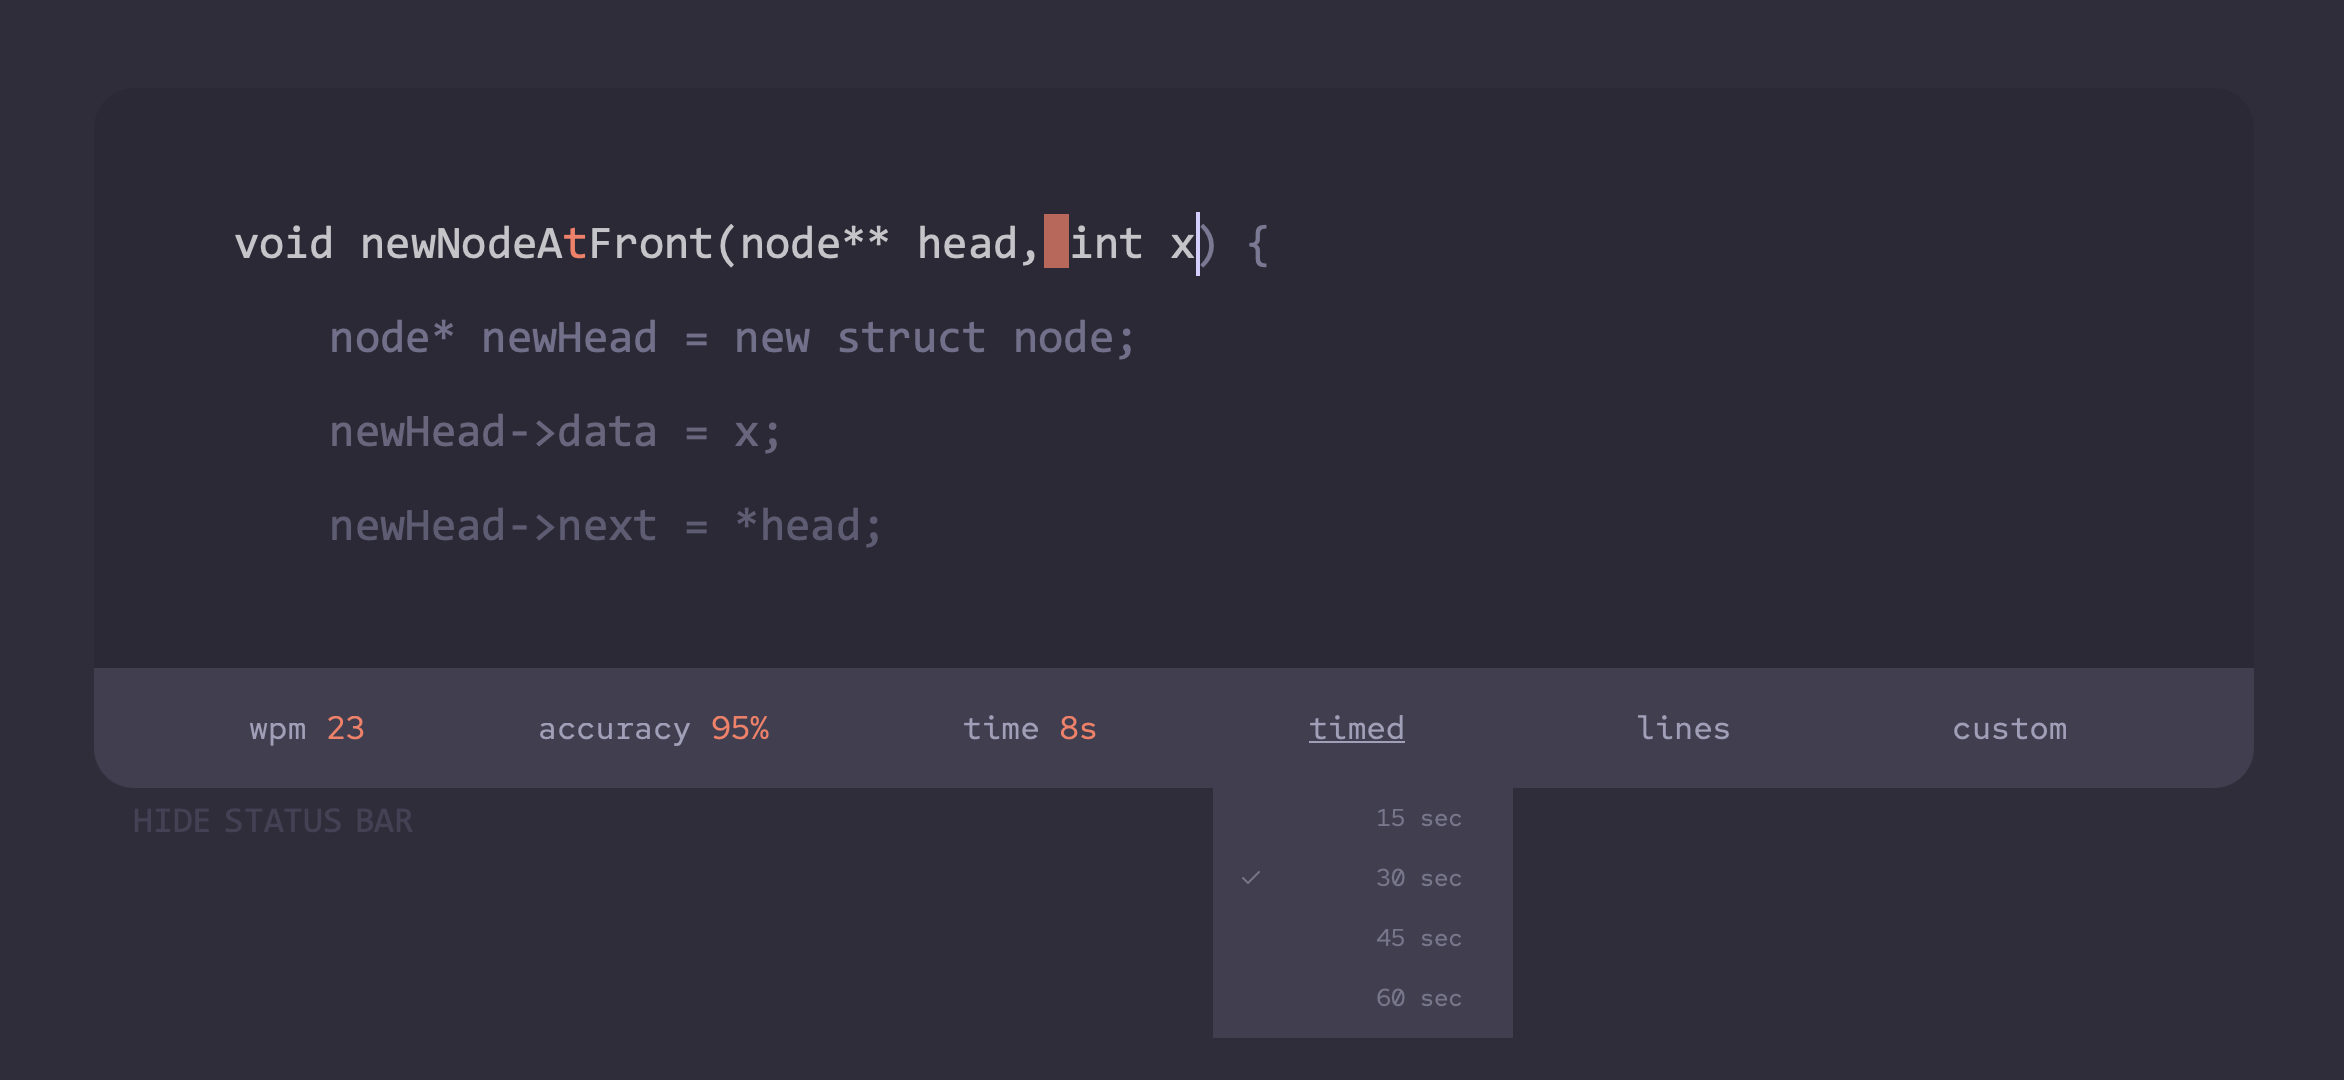 void newNodeAtFront(node** head, int x) {
node* newHead = new struct node;
newHead->data = x;
newHead->next = *head;
wpm 23 accuracy 95% time 8s timed lines custom
HIDE STATUS BAR
15 sec
30 sec
45 sec
60 sec